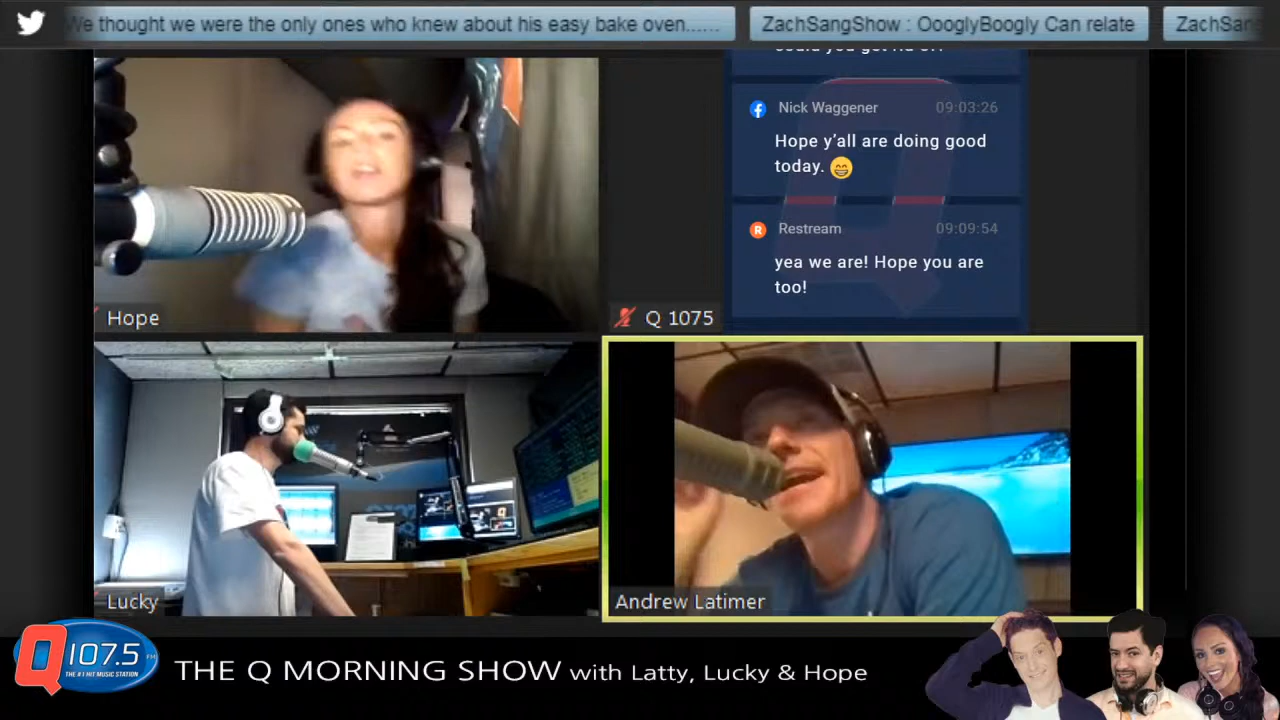 We thought we were the only ones who knew about his easy bake oven......
ZachSangShow : OooglyBoogly Can relate
ZachSang
Nick Waggener 09:03:26
Hope y'all are doing good
today. 😁
Restream 09:09:54
yea we are! Hope you are
too!
Hope
Q 1075
Lucky
Andrew Latimer
Q107.5 FM
THE #1 HIT MUSIC STATION
THE Q MORNING SHOW with Latty, Lucky & Hope